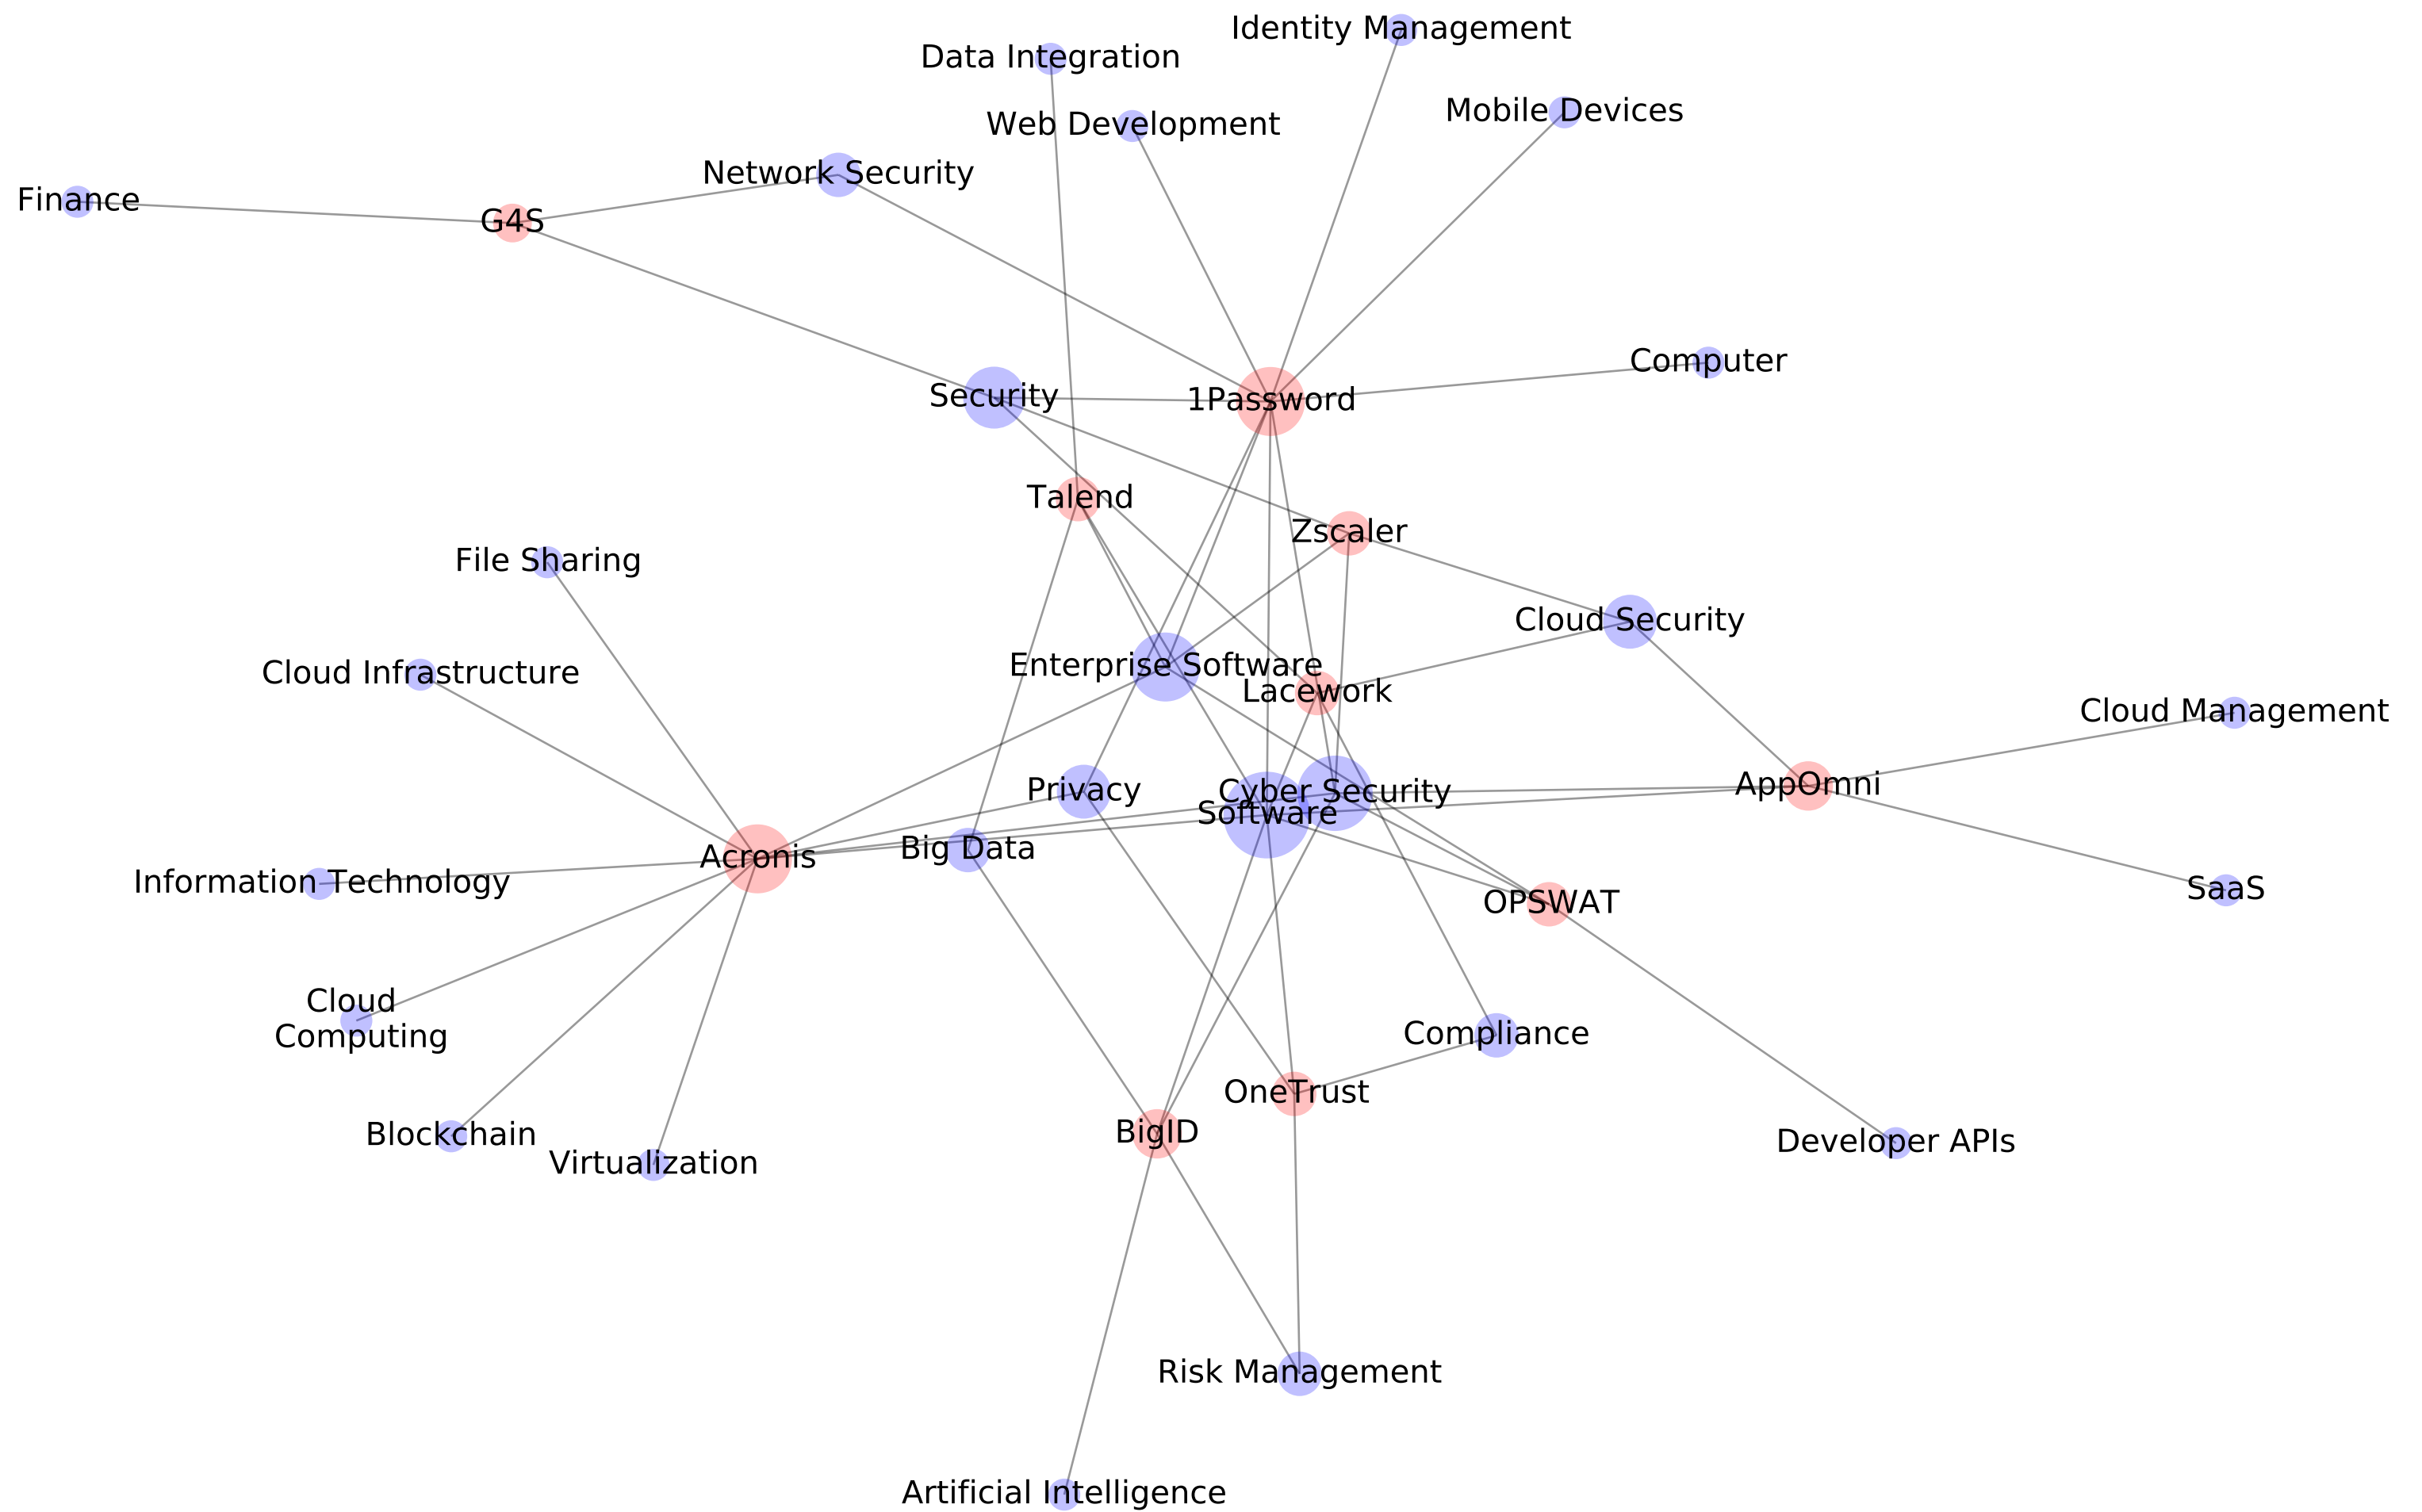 Identity Management
Data Integration
Mobile Devices
Web Development
Network Security
Finance
G4S
Computer
Security
1Password
Talend
Zscaler
File Sharing
Cloud Security
Enterprise Software
Cloud Infrastructure
Lacework
Cloud Management
AppOmni
Privacy
Cyber Security
Software
Big Data
Acronis
Information Technology
SaaS
OPSWAT
Cloud
Computing
Compliance
OneTrust
BigID
Blockchain
Developer APIs
Virtualization
Risk Management
Artificial Intelligence